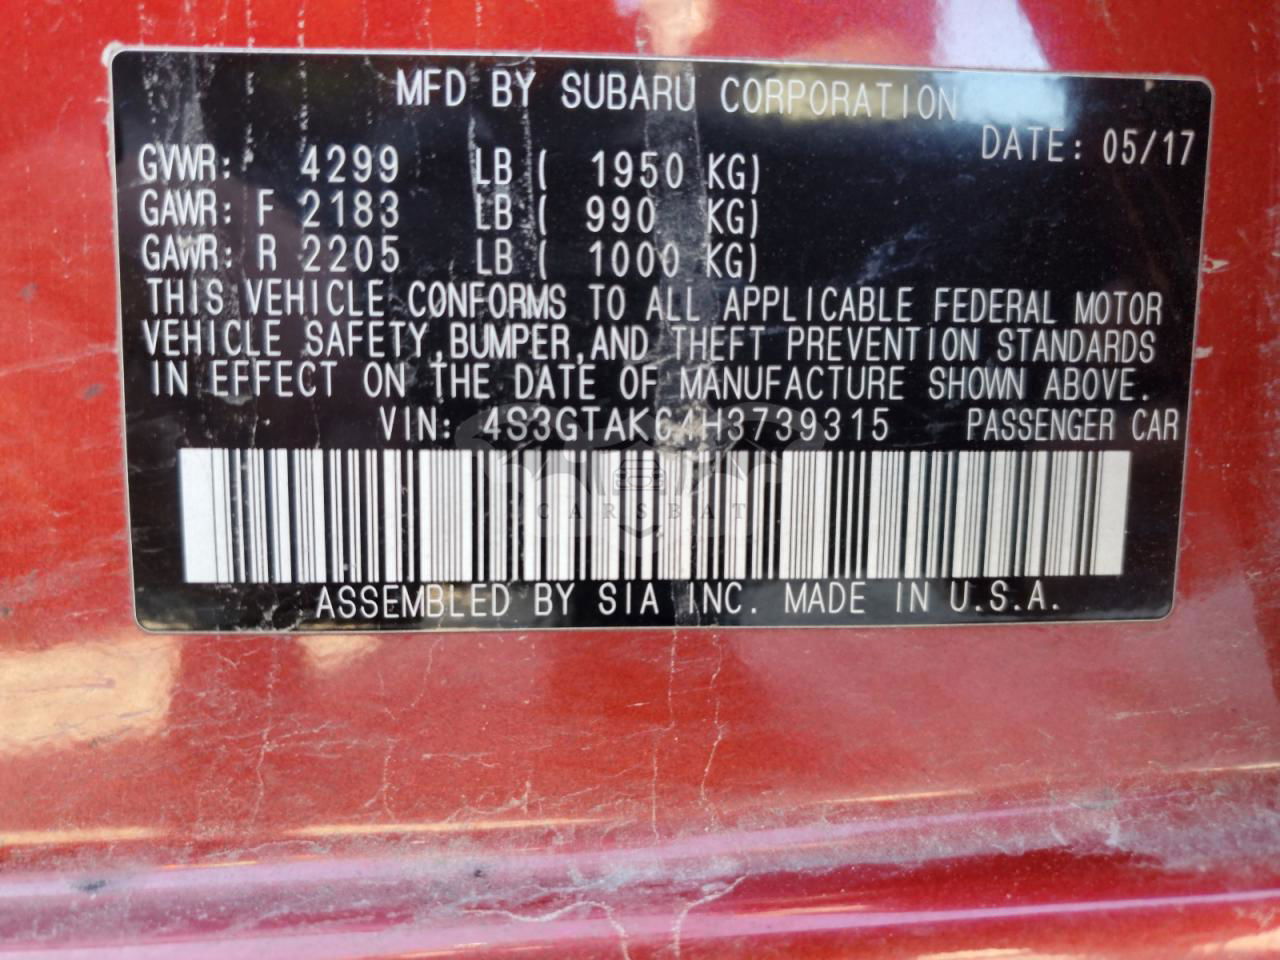 MFD BY SUBARU CORPORATION
DATE: 05/17
GVWR: 4299 LB ( 1950 KG)
GAWR: F 2183 LB ( 990 KG)
GAWR: R 2205 LB ( 1000 KG)
THIS VEHICLE CONFORMS TO ALL APPLICABLE FEDERAL MOTOR
VEHICLE SAFETY, BUMPER, AND THEFT PREVENTION STANDARDS
IN EFFECT ON THE DATE OF MANUFACTURE SHOWN ABOVE.
VIN: 4S3GTAK64H3739315 PASSENGER CAR
CARSBAT
ASSEMBLED BY SIA INC. MADE IN U.S.A.